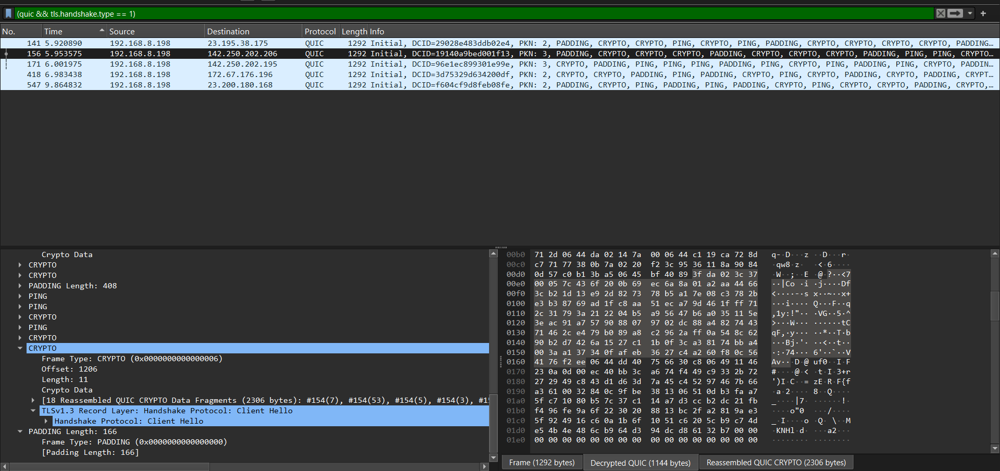 (quic && tls.handshake.type == 1)
No. Time Source Destination Protocol Length Info
141 5.920890 192.168.8.198 23.195.38.175 QUIC 1292 Initial, DCID=29028e483ddb02e4, PKN: 2, PADDING, CRYPTO, CRYPTO, PING, CRYPTO, PING, PADDING, CRYPTO, CRYPTO, CRYPTO, CRYPTO, PADDING…
156 5.953575 192.168.8.198 142.250.202.206 QUIC 1292 Initial, DCID=19140a9bed001f13, PKN: 3, PADDING, CRYPTO, CRYPTO, CRYPTO, PADDING, CRYPTO, CRYPTO, CRYPTO, PADDING, PING, PING, CRYPTO…
171 6.001975 192.168.8.198 142.250.202.195 QUIC 1292 Initial, DCID=96e1ec899301e99e, PKN: 3, CRYPTO, PADDING, PING, PING, PING, PADDING, PING, CRYPTO, PING, PING, CRYPTO, PADDIN…
418 6.983438 192.168.8.198 172.67.176.196 QUIC 1292 Initial, DCID=3d75329d634200df, PKN: 2, CRYPTO, CRYPTO, PADDING, PING, PADDING, CRYPTO, PING, CRYPTO, PADDING, CRYPTO, PADDING, CRYPT…
547 9.864832 192.168.8.198 23.200.180.168 QUIC 1292 Initial, DCID=f604cf9d8feb08fe, PKN: 2, PADDING, CRYPTO, PING, PADDING, PING, PADDING, CRYPTO, PING, CRYPTO, CRYPTO, PADDING, CRYPTO,…
Crypto Data
CRYPTO
CRYPTO
PADDING Length: 408
PING
PING
CRYPTO
PING
CRYPTO
CRYPTO
Frame Type: CRYPTO (0x0000000000000006)
Offset: 1206
Length: 11
Crypto Data
[18 Reassembled QUIC CRYPTO Data Fragments (2306 bytes): #154(7), #154(53), #154(5), #154(3), #1
TLSv1.3 Record Layer: Handshake Protocol: Client Hello
Handshake Protocol: Client Hello
PADDING Length: 166
Frame Type: PADDING (0x0000000000000000)
[Padding Length: 166]
00b0 71 2d 06 44 da 02 14 7a 00 06 44 c1 19 ca 72 8d q-·D···z ··D···r·
00c0 c7 71 77 38 0b 7a 02 20 f2 3c 95 36 11 8a 90 84 ·qw8·z· ·<·6····
00d0 0d 57 c0 b1 3b a5 06 45 bf 40 89 3f da 02 3c 37 ·W··;··E ·@·?··<7
00e0 00 05 7c 43 6f 20 0b 69 ec 6a 8a 01 a2 aa 44 66 ··|Co ·i ·j····Df
00f0 3c b2 1d 13 e9 2d 82 73 78 b5 a1 7e 08 c3 78 2b <····-·s x··~··x+
0100 e3 b3 87 69 ad 1f c8 aa 51 ec a7 9d 46 1f ff 71 ···i···· Q···F··q
0110 2c 31 79 3a 21 22 04 b5 a9 56 47 b6 a0 35 11 5e ,1y:!"·· ·VG··5·^
0120 3e ac 91 a7 57 90 88 07 97 02 dc 88 a4 82 74 43 >···W··· ······tC
0130 71 46 2c e4 79 b0 89 a8 c2 96 2a ff 0a 54 8c 62 qF,·y··· ··*··T·b
0140 90 b2 d7 42 6a 15 27 c1 1b 0f 3c a3 81 74 bb a4 ···Bj·'· ··<··t··
0150 00 3a a1 37 34 0f af eb 36 27 c4 a2 60 f8 0c 56 ·:·74··· 6'··`··V
0160 41 76 f2 ee 06 44 dd 40 75 66 30 c8 06 49 11 46 Av···D·@ uf0··I·F
0170 23 0a 0d 00 ec 40 bb 3c a6 74 f4 49 c9 33 2b 72 #····@·< ·t·I·3+r
0180 27 29 49 c8 43 d1 d6 3d 7a 45 c4 52 97 46 7b 66 ')I·C··= zE·R·F{f
0190 a3 61 00 32 84 0c 9f be 38 13 06 51 0d b3 fa a7 ·a·2···· 8··Q····
01a0 5f c7 10 80 b5 7c 37 c1 14 a7 d3 cc b2 dc 21 fb _····|7· ······!·
01b0 f4 96 fe 9a 6f 22 30 20 88 13 bc 2f a2 81 9a e3 ····o"0 ···/····
01c0 5f 92 49 16 c6 0a 1b 6f 10 51 c6 20 5c b9 c7 4d _·I····o ·Q· \··M
01d0 e5 4b 4e 48 6c b9 64 d3 94 dc d8 61 32 b7 00 00 ·KNHl·d· ···a2···
01e0 00 00 00 00 00 00 00 00 00 00 00 00 00 00 00 00 ········ ········
Frame (1292 bytes) Decrypted QUIC (1144 bytes) Reassembled QUIC CRYPTO (2306 bytes)